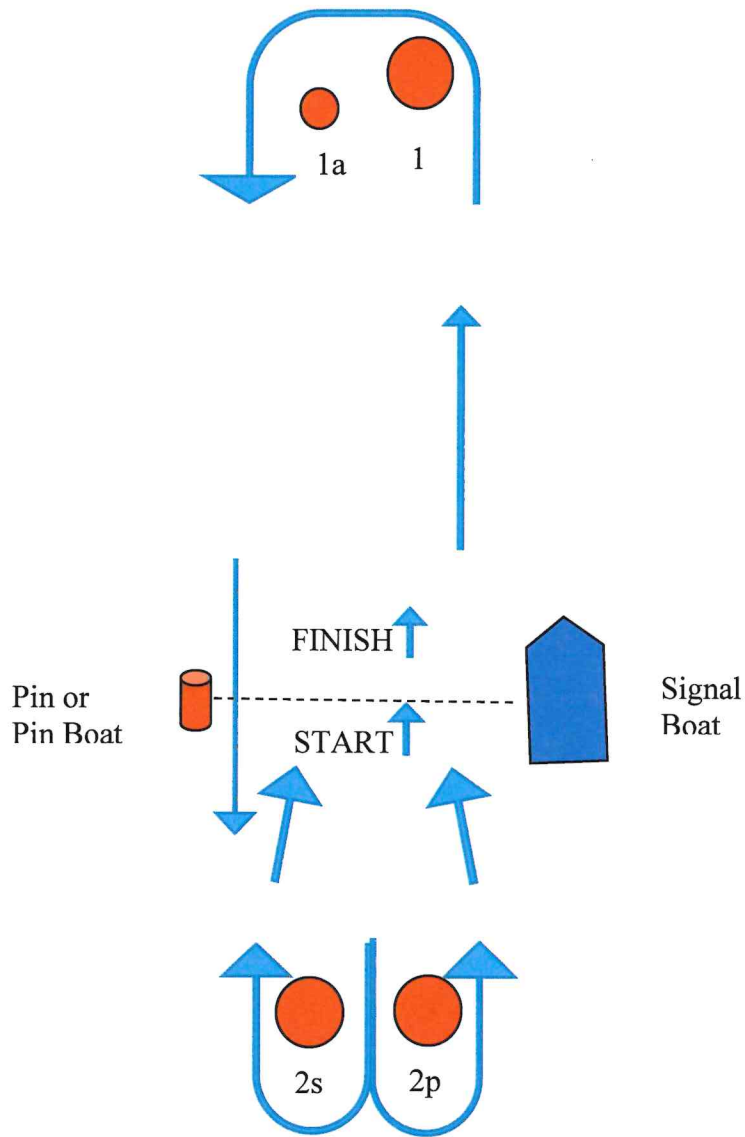 1a
1
FINISH
Pin or
Pin Boat
Signal
Boat
START
2s
2p